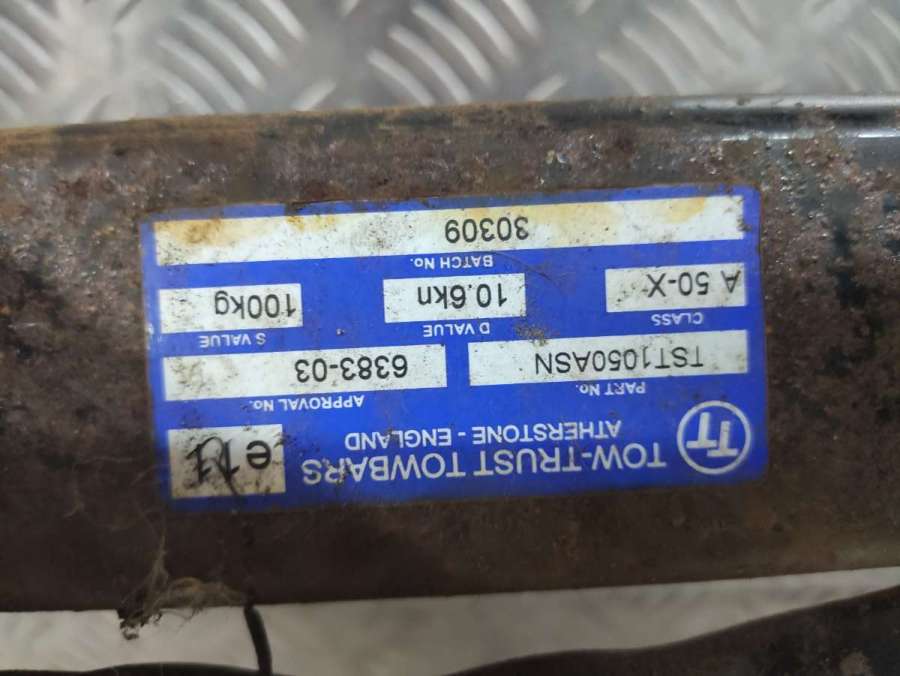 TT TOW-TRUST TOWBARS
ATHERSTONE - ENGLAND
e11
PART No. APPROVAL No.
TST1050ASN 6383-03
CLASS D VALUE S VALUE
A 50-X 10.6kn 100kg
BATCH No.
30309